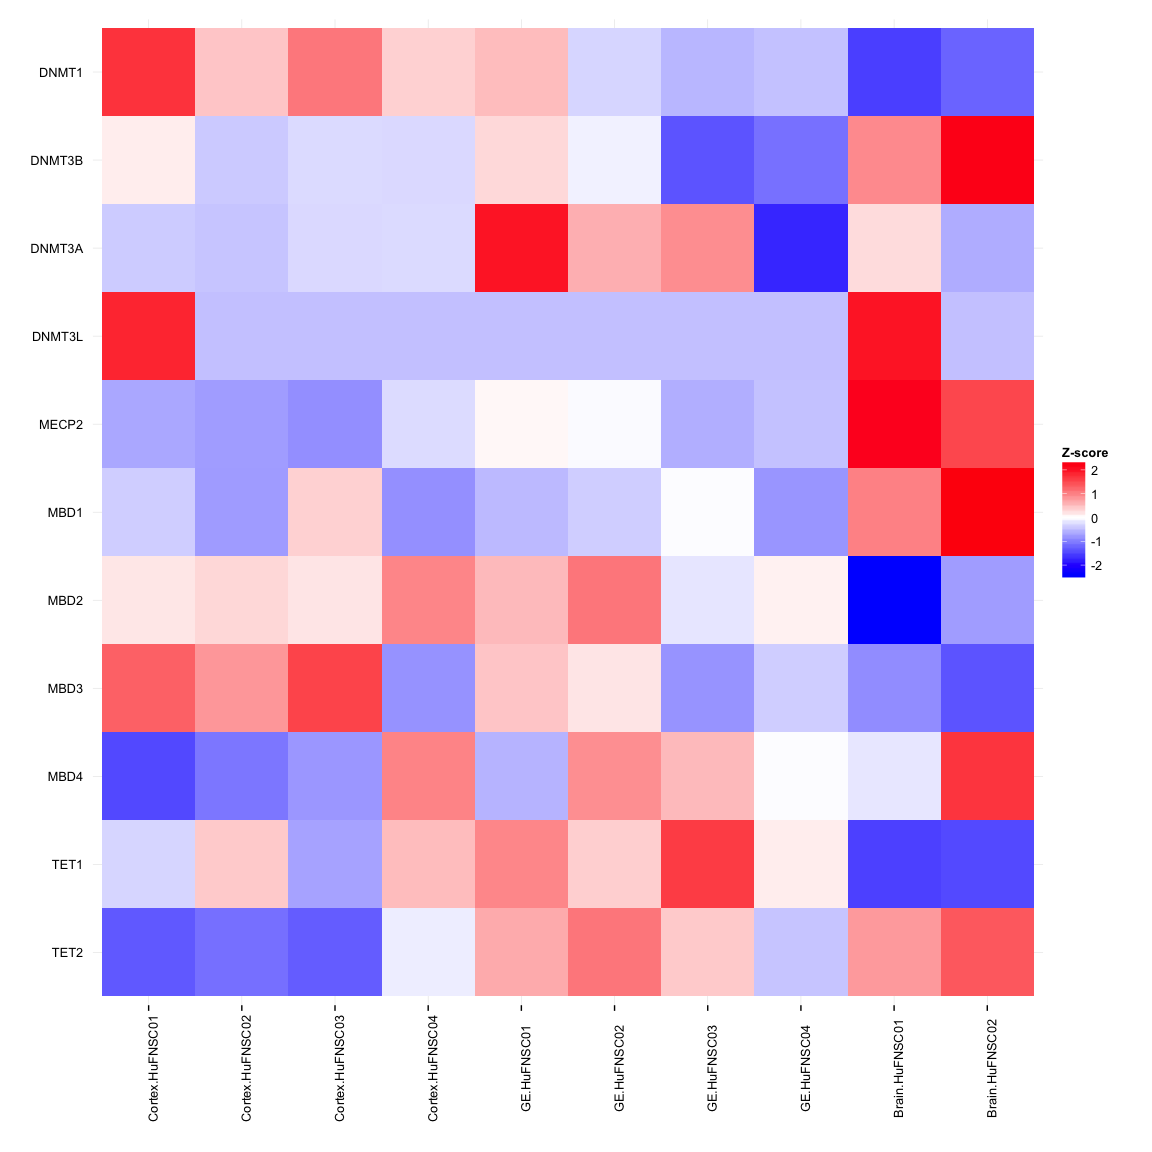 DNMT1
DNMT3B
DNMT3A
DNMT3L
MECP2
MBD1
MBD2
MBD3
MBD4
TET1
TET2
Cortex.HuFNSC01
Cortex.HuFNSC02
Cortex.HuFNSC03
Cortex.HuFNSC04
GE.HuFNSC01
GE.HuFNSC02
GE.HuFNSC03
GE.HuFNSC04
Brain.HuFNSC01
Brain.HuFNSC02
Z-score
2
1
0
-1
-2